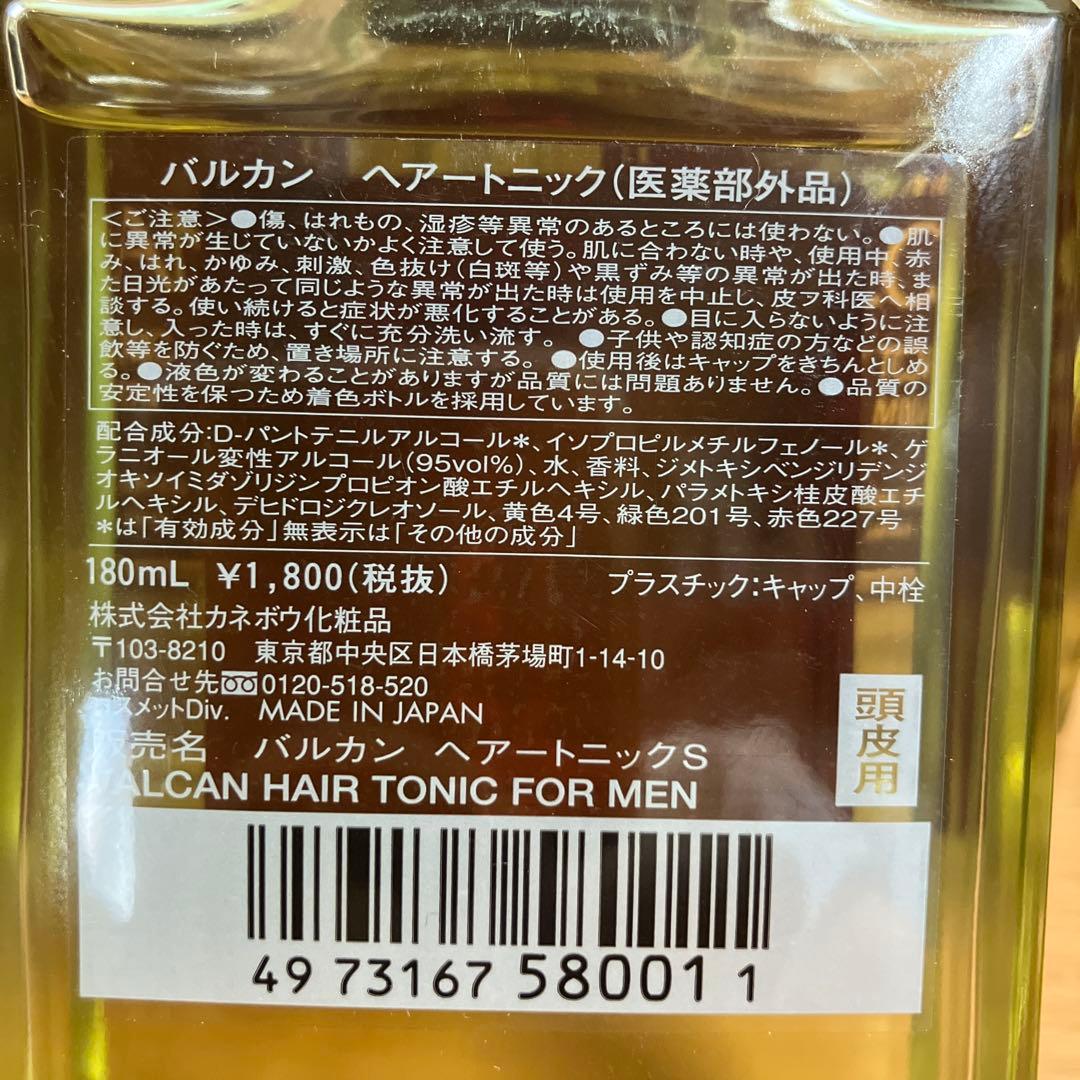 バルカン ヘアートニック(医薬部外品)
＜ご注意＞●傷、はれもの、湿疹等異常のあるところには使わない。●肌
に異常が生じていないかよく注意して使う。肌に合わない時や、使用中、赤
み、はれ、かゆみ、刺激、色抜け(白斑等)や黒ずみ等の異常が出た時、ま
た日光があたって同じような異常が出た時は使用を中止し、皮フ科医へ相
談する。使い続けると症状が悪化することがある。●目に入らないように注
意し、入った時は、すぐに充分洗い流す。 ●子供や認知症の方などの誤
飲等を防ぐため、置き場所に注意する。 ●使用後はキャップをきちんとしめ
る。●液色が変わることがありますが品質には問題ありません。●品質の
安定性を保つため着色ボトルを採用しています。
配合成分:D-パントテニルアルコール＊、イソプロピルメチルフェノール＊、ゲ
ラニオール変性アルコール(95vol%)、水、香料、ジメトキシベンジリデンジ
オキソイミダゾリジンプロピオン酸エチルヘキシル、パラメトキシ桂皮酸エチ
ルヘキシル、デヒドロジクレオソール、黄色4号、緑色201号、赤色227号
＊は「有効成分」無表示は「その他の成分」
180mL ¥1,800(税抜)
プラスチック:キャップ、中栓
株式会社カネボウ化粧品
〒103-8210 東京都中央区日本橋茅場町1-14-10
お問合せ先 0120-518-520
コスメットDiv. MADE IN JAPAN
販売名 バルカン ヘアートニックS
VALCAN HAIR TONIC FOR MEN
頭皮用
49 73167 58001 1